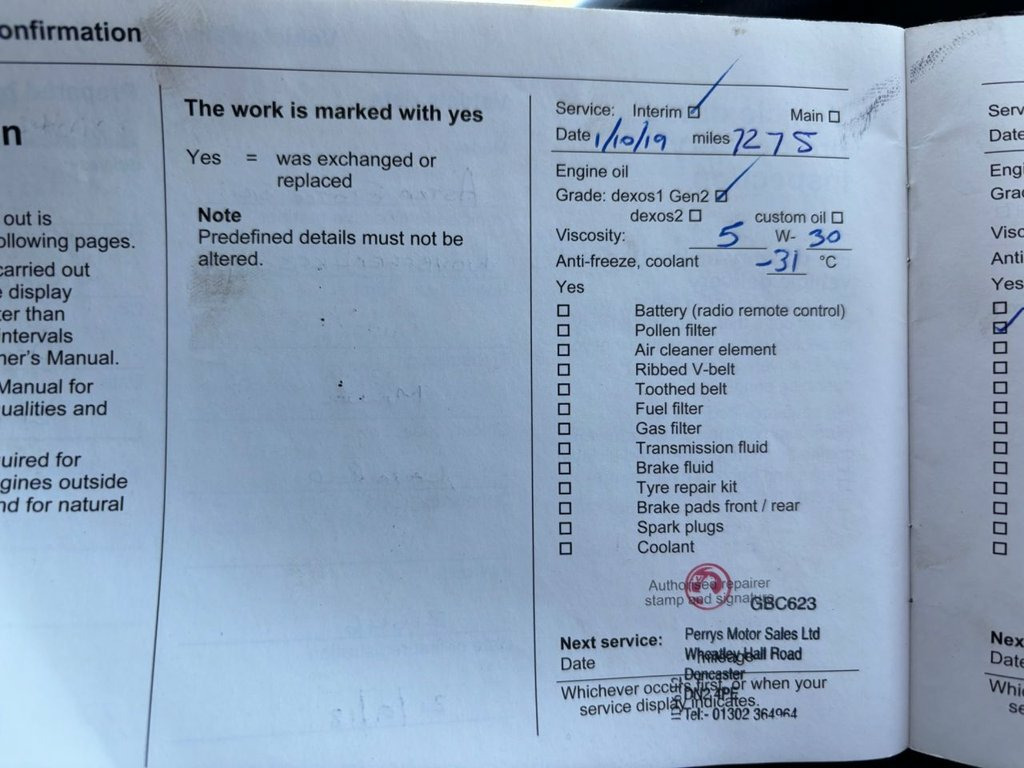 onfirmation
n
out is
ollowing pages.
carried out
e display
ter than
ntervals
ner's Manual.
Manual for
ualities and
uired for
gines outside
nd for natural
The work is marked with yes
Yes = was exchanged or
replaced
Note
Predefined details must not be
altered.
Service: Interim Main
Date 1/10/19 miles 7275
Engine oil
Grade: dexos1 Gen2
dexos2 custom oil
Viscosity: 5 W- 30
Anti-freeze, coolant -31 °C
Yes
Battery (radio remote control)
Pollen filter
Air cleaner element
Ribbed V-belt
Toothed belt
Fuel filter
Gas filter
Transmission fluid
Brake fluid
Tyre repair kit
Brake pads front / rear
Spark plugs
Coolant
Authorised repairer
stamp and signature
GBC623
Perrys Motor Sales Ltd
Next service:
Wheatley Hall Road
Date mileage
Doncaster
Whichever occurs first, or when your
DN2 4PE
service display indicates.
Tel:- 01302 364964
Serv
Date
Engi
Grad
Visc
Anti
Yes
Nex
Date
Whic
se